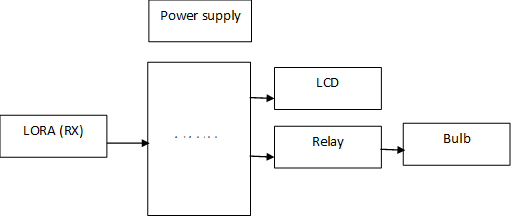 Power supply
LCD
LORA (RX)
Relay
Bulb